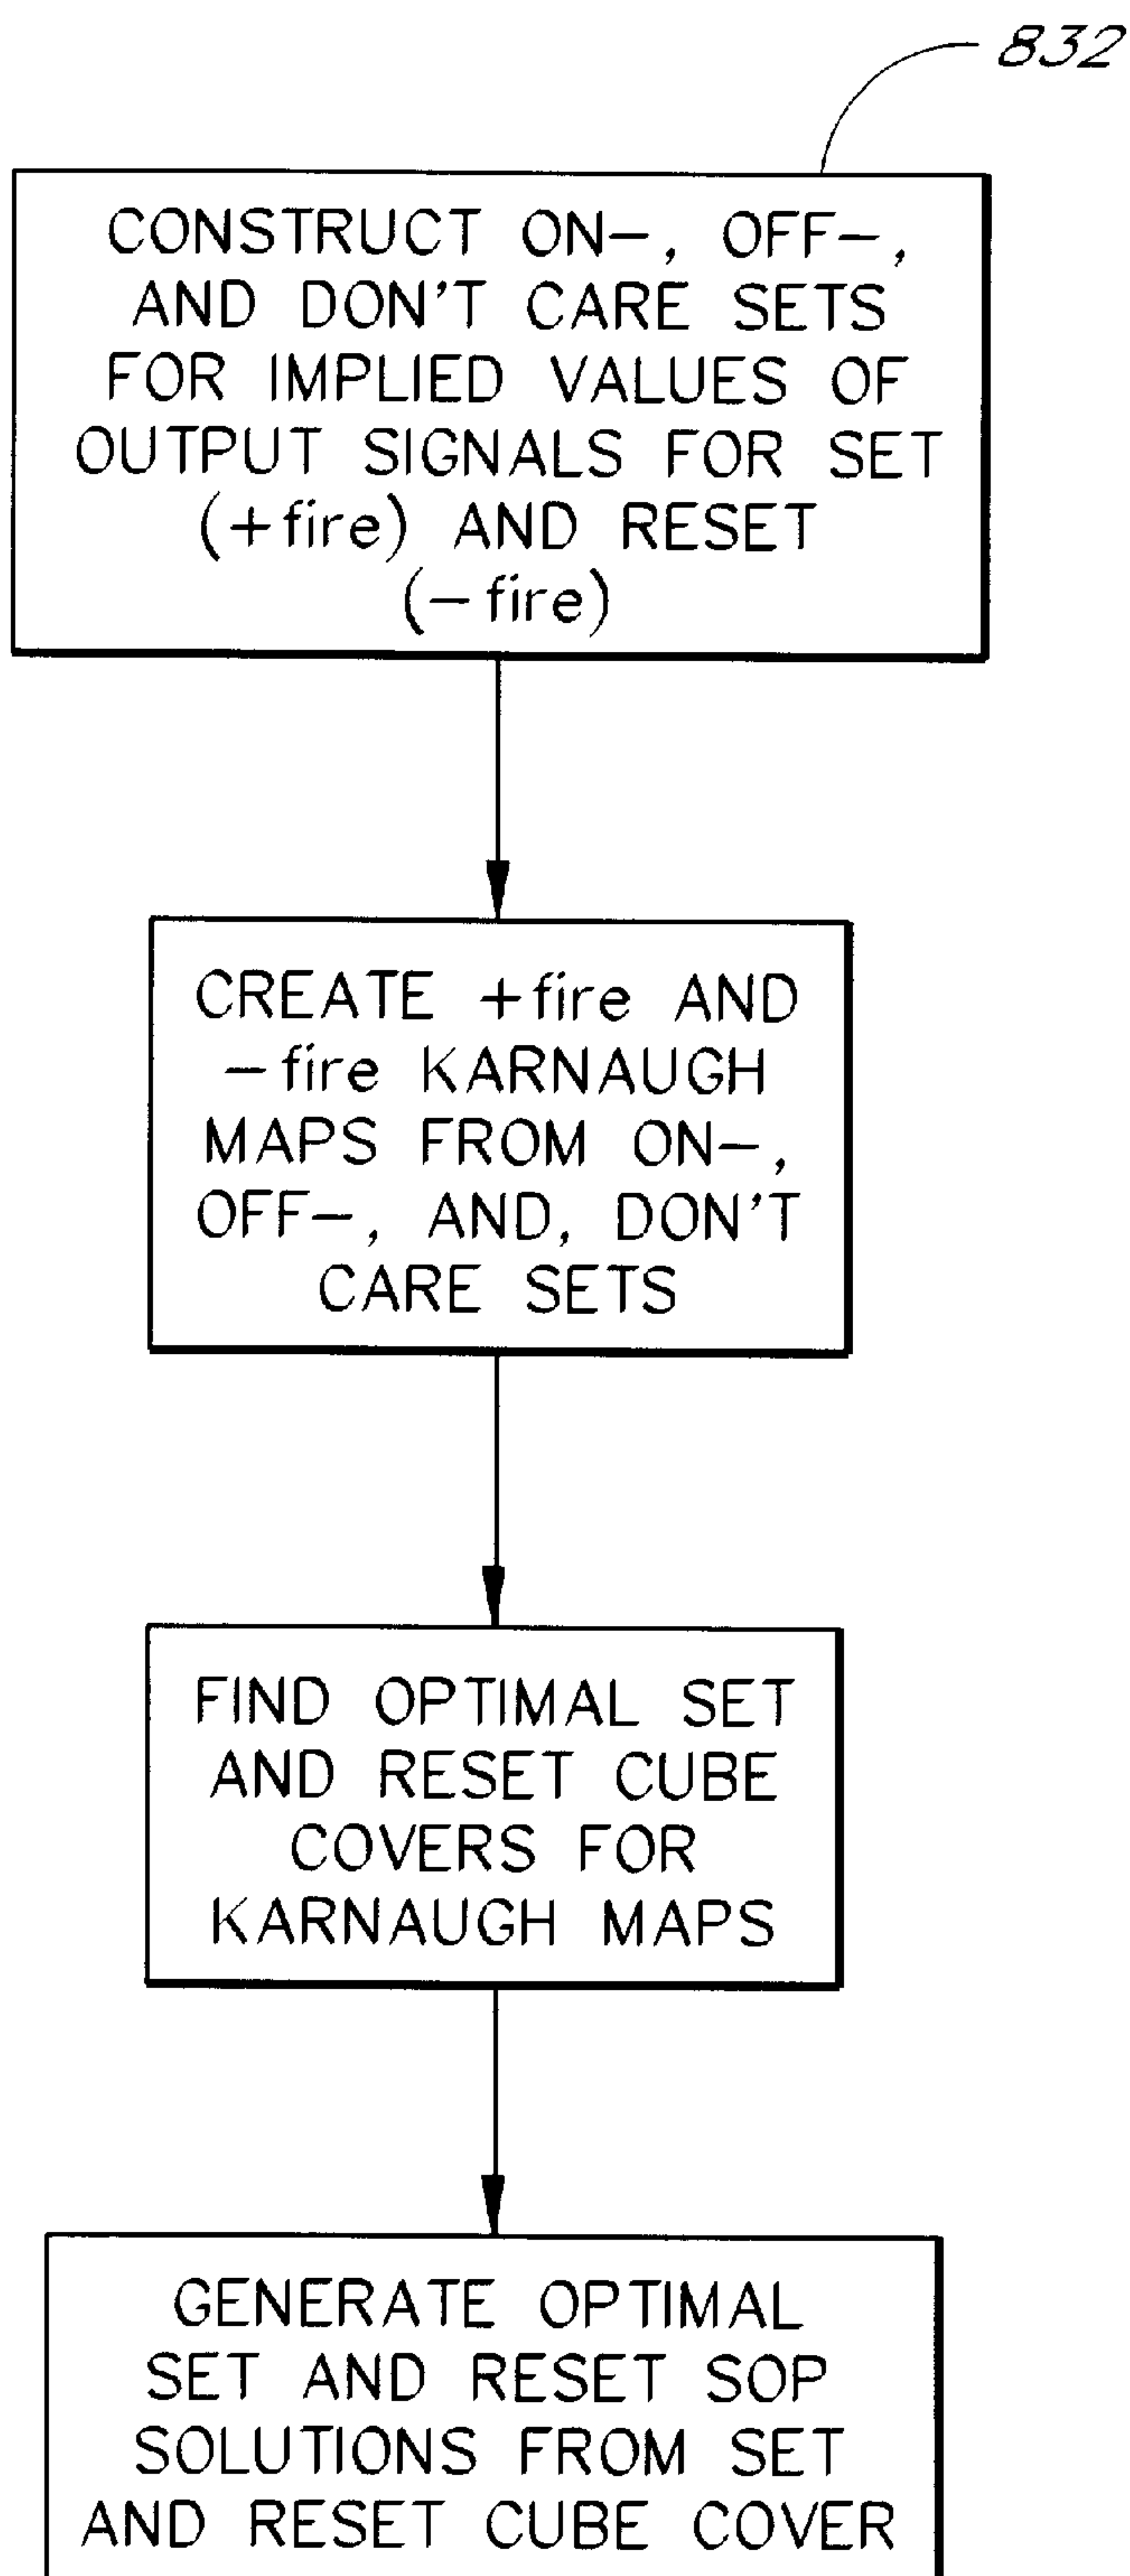 832
CONSTRUCT ON–, OFF–,
AND DON'T CARE SETS
FOR IMPLIED VALUES OF
OUTPUT SIGNALS FOR SET
(+fire) AND RESET
(–fire)
CREATE +fire AND
–fire KARNAUGH
MAPS FROM ON–,
OFF–, AND, DON'T
CARE SETS
FIND OPTIMAL SET
AND RESET CUBE
COVERS FOR
KARNAUGH MAPS
GENERATE OPTIMAL
SET AND RESET SOP
SOLUTIONS FROM SET
AND RESET CUBE COVER